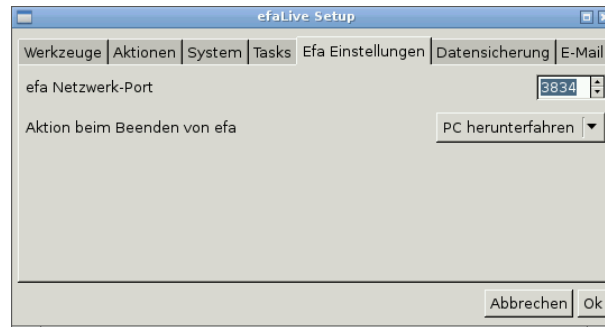 efaLive Setup
Werkzeuge Aktionen System Tasks Efa Einstellungen Datensicherung E-Mail
efa Netzwerk-Port 3834
Aktion beim Beenden von efa PC herunterfahren
Abbrechen Ok